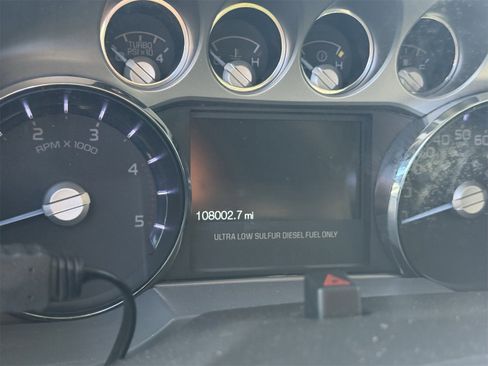 TURBO
PSI X 10
4
H
H
F
2 3
4
5
RPM X 1000
40
60
108002.7 mi
ULTRA LOW SULFUR DIESEL FUEL ONLY